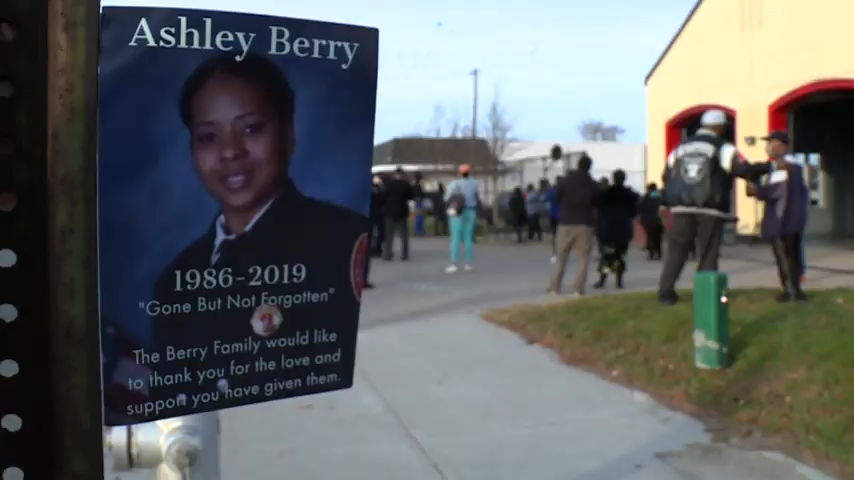 Ashley Berry
1986-2019
"Gone But Not Forgotten"
The Berry Family would like
to thank you for the love and
support you have given them.